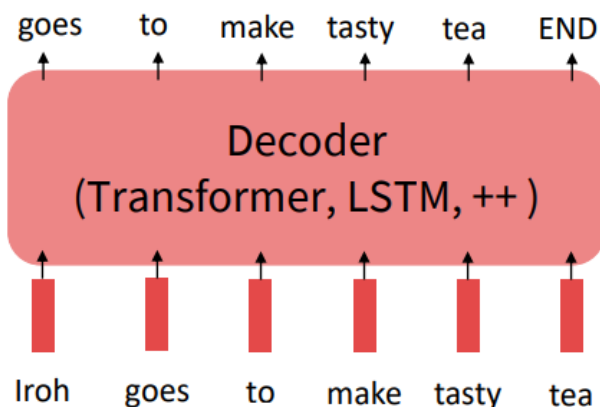 goes to make tasty tea END
Decoder
(Transformer, LSTM, ++ )
Iroh goes to make tasty tea